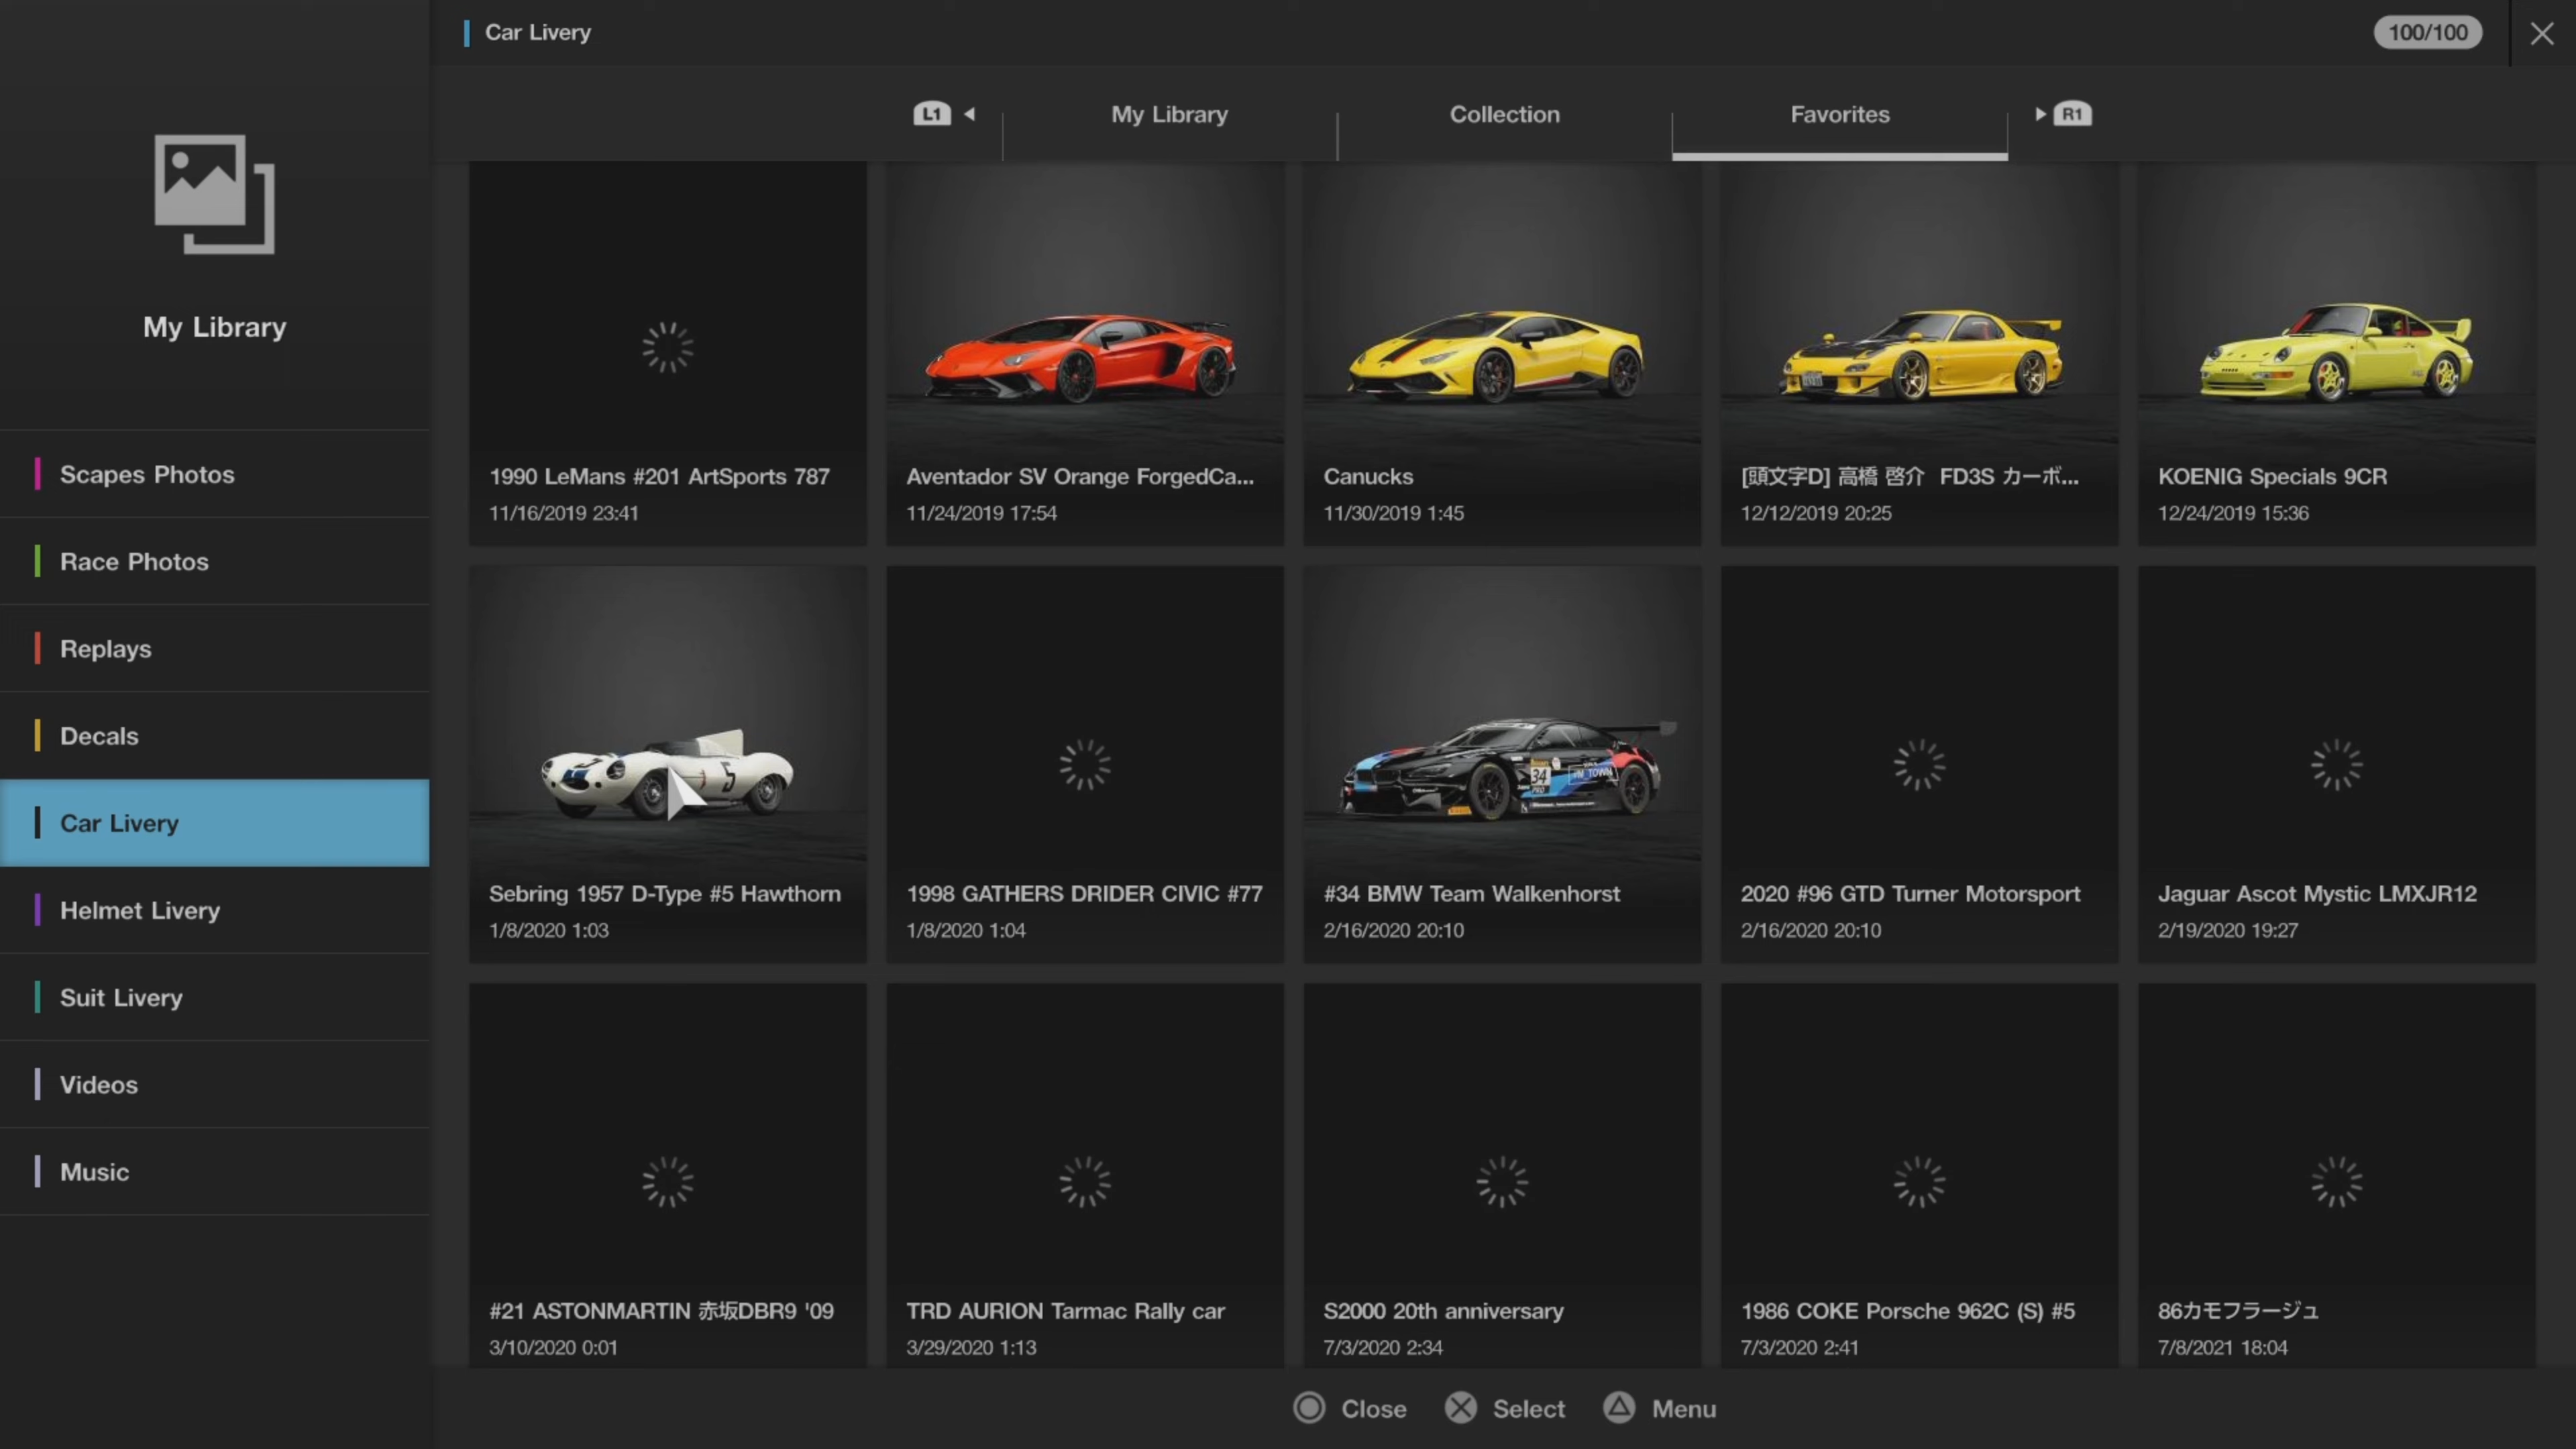 Car Livery
100/100
L1
My Library
Collection
Favorites
R1
My Library
Scapes Photos
Race Photos
Replays
Decals
Car Livery
Helmet Livery
Suit Livery
Videos
Music
1990 LeMans #201 ArtSports 787
11/16/2019 23:41
Aventador SV Orange ForgedCa...
11/24/2019 17:54
Canucks
11/30/2019 1:45
[頭文字D] 高橋 啓介 FD3S カーボ...
12/12/2019 20:25
KOENIG Specials 9CR
12/24/2019 15:36
5
Sebring 1957 D-Type #5 Hawthorn
1/8/2020 1:03
1998 GATHERS DRIDER CIVIC #77
1/8/2020 1:04
34
#34 BMW Team Walkenhorst
2/16/2020 20:10
2020 #96 GTD Turner Motorsport
2/16/2020 20:10
Jaguar Ascot Mystic LMXJR12
2/19/2020 19:27
#21 ASTONMARTIN 赤坂DBR9 '09
3/10/2020 0:01
TRD AURION Tarmac Rally car
3/29/2020 1:13
S2000 20th anniversary
7/3/2020 2:34
1986 COKE Porsche 962C (S) #5
7/3/2020 2:41
86カモフラージュ
7/8/2021 18:04
Close
Select
Menu